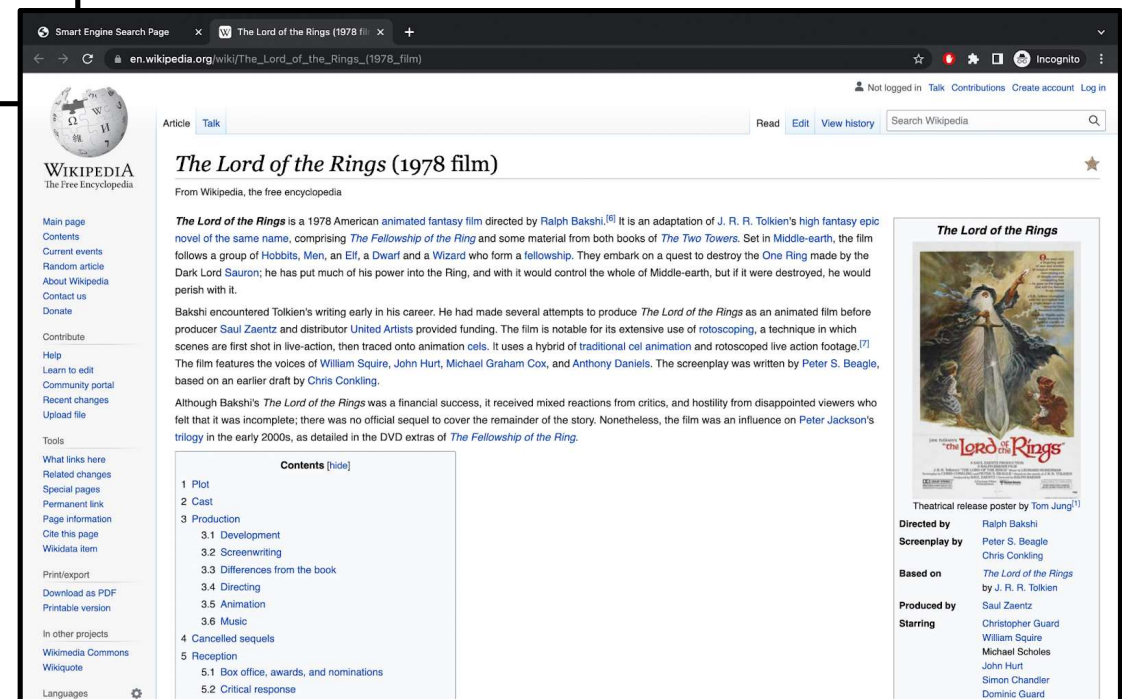 Smart Engine Search Page
The Lord of the Rings (1978 fil
en.wikipedia.org/wiki/The_Lord_of_the_Rings_(1978_film)
Incognito
Not logged in Talk Contributions Create account Log in
Article Talk
Read Edit View history Search Wikipedia
WIKIPEDIA
The Free Encyclopedia
Main page
Contents
Current events
Random article
About Wikipedia
Contact us
Donate
Contribute
Help
Learn to edit
Community portal
Recent changes
Upload file
Tools
What links here
Related changes
Special pages
Permanent link
Page information
Cite this page
Wikidata item
Print/export
Download as PDF
Printable version
In other projects
Wikimedia Commons
Wikiquote
Languages
The Lord of the Rings (1978 film)
From Wikipedia, the free encyclopedia
The Lord of the Rings is a 1978 American animated fantasy film directed by Ralph Bakshi.[6] It is an adaptation of J. R. R. Tolkien's high fantasy epic
novel of the same name, comprising The Fellowship of the Ring and some material from both books of The Two Towers. Set in Middle-earth, the film
follows a group of Hobbits, Men, an Elf, a Dwarf and a Wizard who form a fellowship. They embark on a quest to destroy the One Ring made by the
Dark Lord Sauron; he has put much of his power into the Ring, and with it would control the whole of Middle-earth, but if it were destroyed, he would
perish with it.
Bakshi encountered Tolkien's writing early in his career. He had made several attempts to produce The Lord of the Rings as an animated film before
producer Saul Zaentz and distributor United Artists provided funding. The film is notable for its extensive use of rotoscoping, a technique in which
scenes are first shot in live-action, then traced onto animation cels. It uses a hybrid of traditional cel animation and rotoscoped live action footage.[7]
The film features the voices of William Squire, John Hurt, Michael Graham Cox, and Anthony Daniels. The screenplay was written by Peter S. Beagle,
based on an earlier draft by Chris Conkling.
Although Bakshi's The Lord of the Rings was a financial success, it received mixed reactions from critics, and hostility from disappointed viewers who
felt that it was incomplete; there was no official sequel to cover the remainder of the story. Nonetheless, the film was an influence on Peter Jackson's
trilogy in the early 2000s, as detailed in the DVD extras of The Fellowship of the Ring.
Contents [hide]
1 Plot
2 Cast
3 Production
3.1 Development
3.2 Screenwriting
3.3 Differences from the book
3.4 Directing
3.5 Animation
3.6 Music
4 Cancelled sequels
5 Reception
5.1 Box office, awards, and nominations
5.2 Critical response
The Lord of the Rings
the Lord of the Rings
Theatrical release poster by Tom Jung[1]
Directed by Ralph Bakshi
Screenplay by Peter S. Beagle
Chris Conkling
Based on The Lord of the Rings
by J. R. R. Tolkien
Produced by Saul Zaentz
Starring Christopher Guard
William Squire
Michael Scholes
John Hurt
Simon Chandler
Dominic Guard